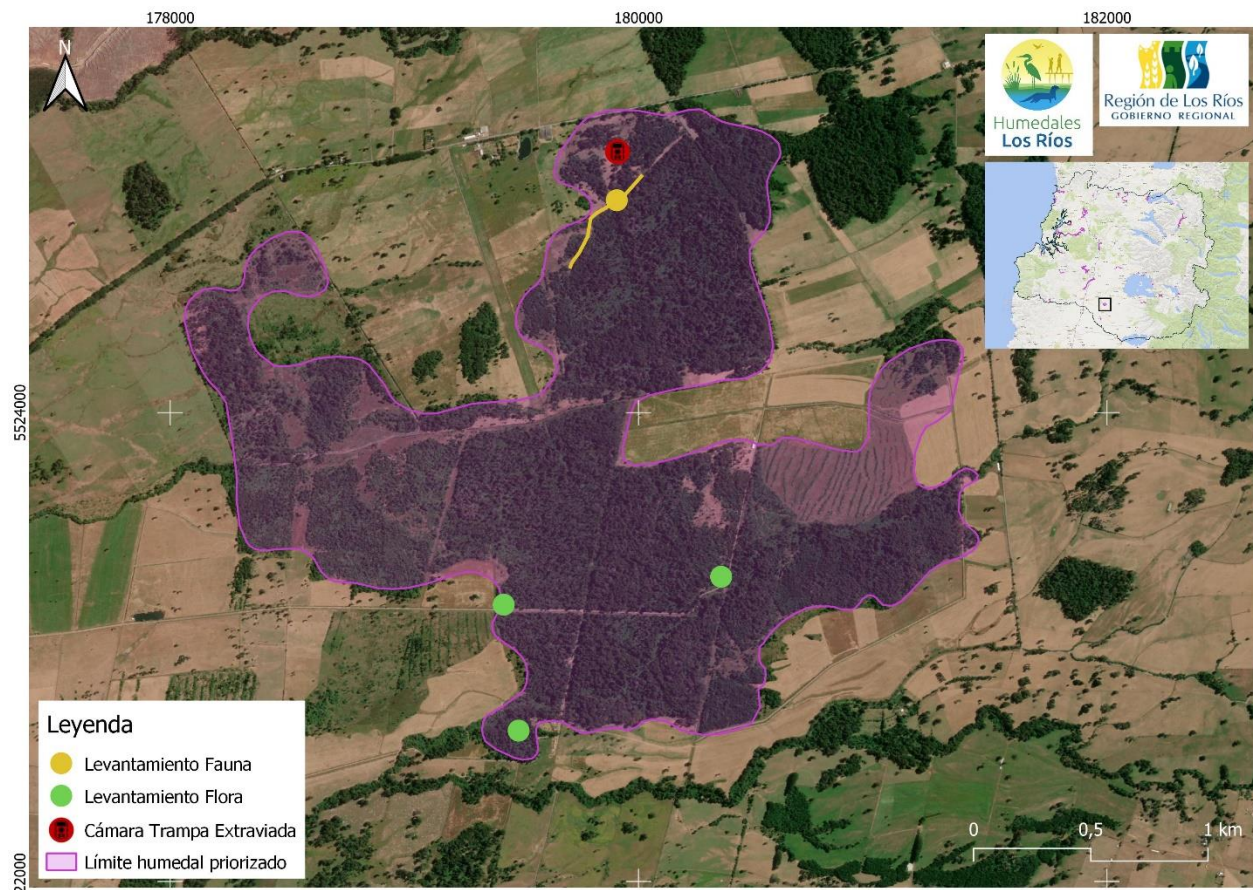 178000
180000
182000
N
Humedales
Los Ríos
Región de Los Ríos
GOBIERNO REGIONAL
5524000
22000
Leyenda
Levantamiento Fauna
Levantamiento Flora
Cámara Trampa Extraviada
Límite humedal priorizado
0 0,5 1 km